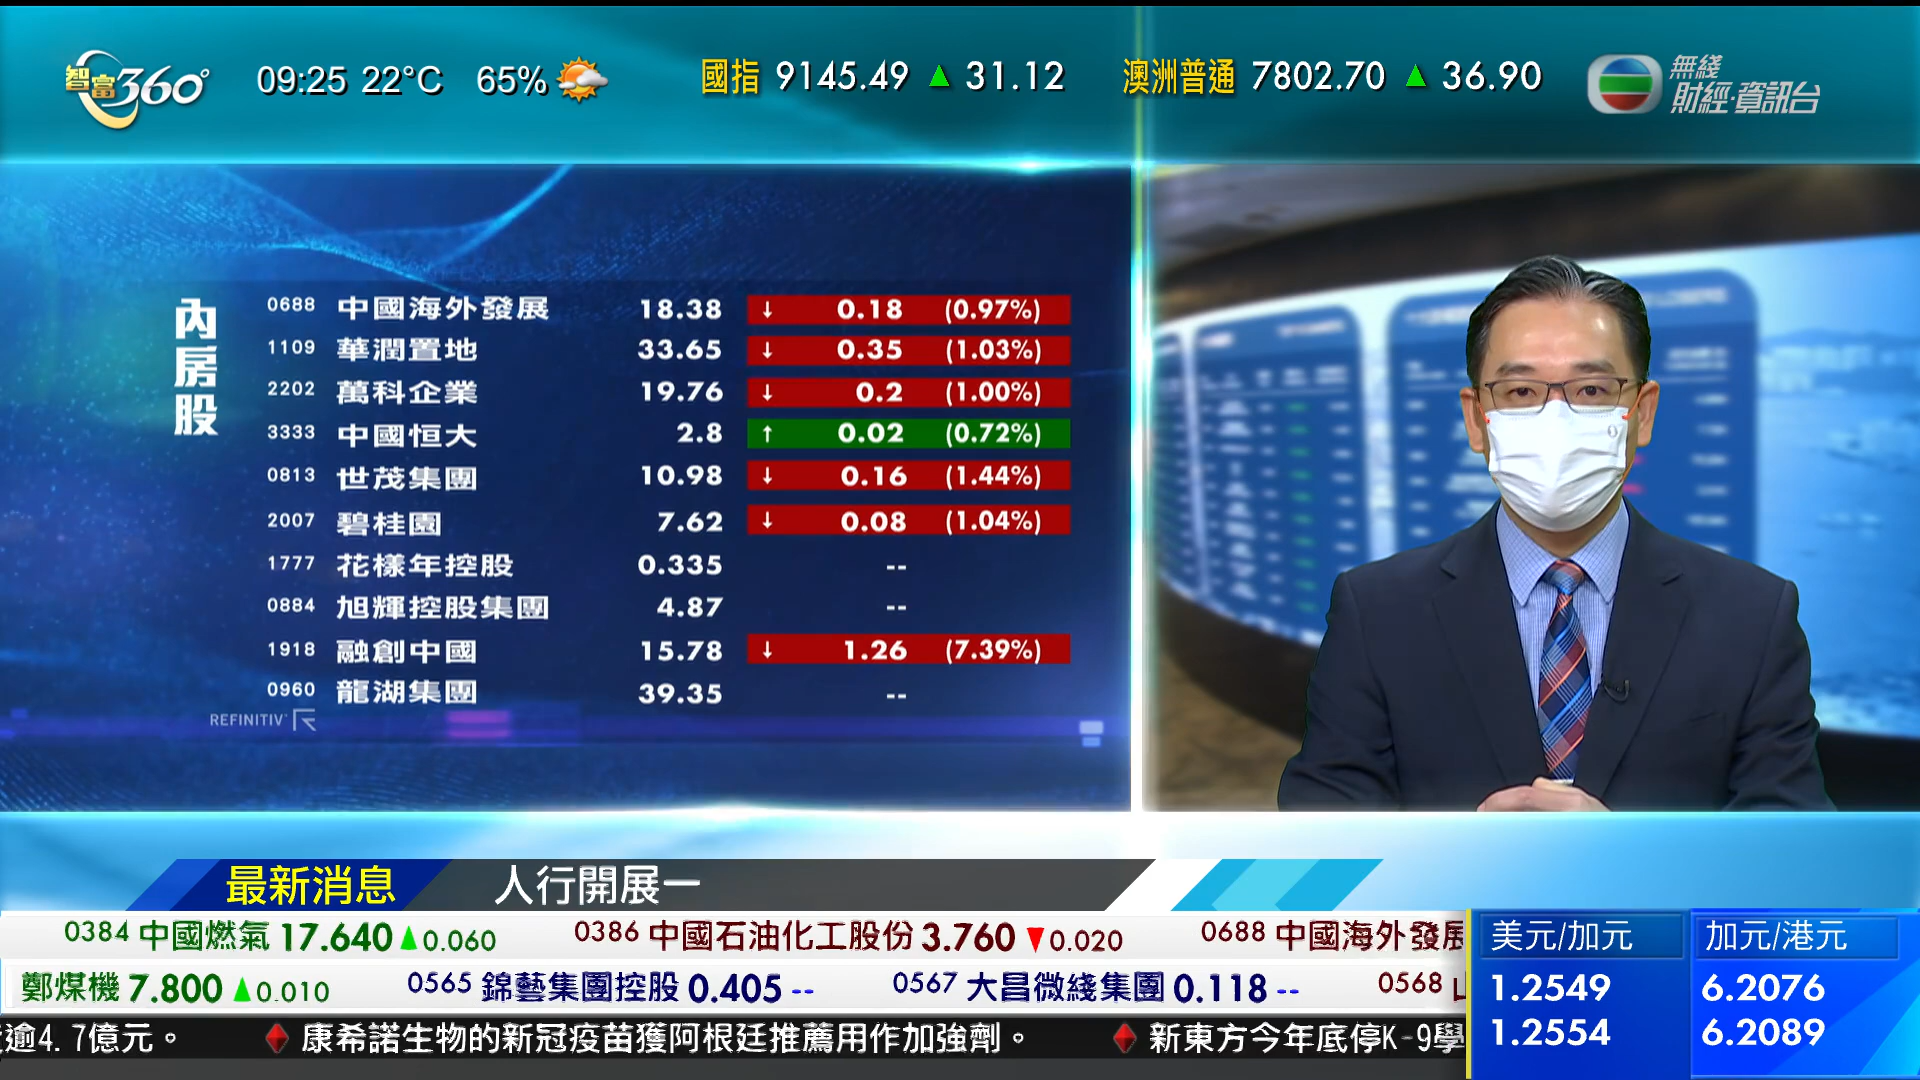 智富360°
09:25 22°C 65%
國指 9145.49 ▲ 31.12
澳洲普通 7802.70 ▲ 36.90
無綫
財經·資訊台
內房股
0688 中國海外發展 18.38 ↓ 0.18 (0.97%)
1109 華潤置地 33.65 ↓ 0.35 (1.03%)
2202 萬科企業 19.76 ↓ 0.2 (1.00%)
3333 中國恒大 2.8 ↑ 0.02 (0.72%)
0813 世茂集團 10.98 ↓ 0.16 (1.44%)
2007 碧桂園 7.62 ↓ 0.08 (1.04%)
1777 花樣年控股 0.335 --
0884 旭輝控股集團 4.87 --
1918 融創中國 15.78 ↓ 1.26 (7.39%)
0960 龍湖集團 39.35 --
REFINITIV
最新消息 人行開展一
0384 中國燃氣 17.640 ▲ 0.060 0386 中國石油化工股份 3.760 ▼ 0.020 0688 中國海外發展
鄭煤機 7.800 ▲ 0.010 0565 錦藝集團控股 0.405 -- 0567 大昌微綫集團 0.118 -- 0568
逾4.7億元。 康希諾生物的新冠疫苗獲阿根廷推薦用作加強劑。 新東方今年底停K-9學
美元/加元
1.2549
1.2554
加元/港元
6.2076
6.2089